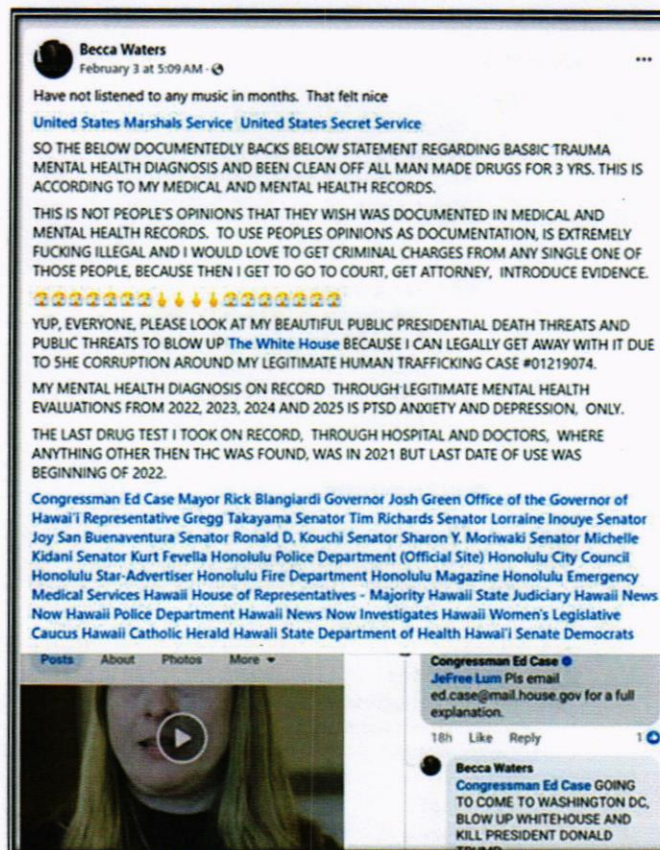 Becca Waters
February 3 at 5:09 AM ·
Have not listened to any music in months. That felt nice
United States Marshals Service United States Secret Service
SO THE BELOW DOCUMENTEDLY BACKS BELOW STATEMENT REGARDING BAS8IC TRAUMA
MENTAL HEALTH DIAGNOSIS AND BEEN CLEAN OFF ALL MAN MADE DRUGS FOR 3 YRS. THIS IS
ACCORDING TO MY MEDICAL AND MENTAL HEALTH RECORDS.
THIS IS NOT PEOPLE'S OPINIONS THAT THEY WISH WAS DOCUMENTED IN MEDICAL AND
MENTAL HEALTH RECORDS. TO USE PEOPLES OPINIONS AS DOCUMENTATION, IS EXTREMELY
FUCKING ILLEGAL AND I WOULD LOVE TO GET CRIMINAL CHARGES FROM ANY SINGLE ONE OF
THOSE PEOPLE, BECAUSE THEN I GET TO GO TO COURT, GET ATTORNEY, INTRODUCE EVIDENCE.
YUP, EVERYONE, PLEASE LOOK AT MY BEAUTIFUL PUBLIC PRESIDENTIAL DEATH THREATS AND
PUBLIC THREATS TO BLOW UP The White House BECAUSE I CAN LEGALLY GET AWAY WITH IT DUE
TO 5HE CORRUPTION AROUND MY LEGITIMATE HUMAN TRAFFICKING CASE #01219074.
MY MENTAL HEALTH DIAGNOSIS ON RECORD THROUGH LEGITIMATE MENTAL HEALTH
EVALUATIONS FROM 2022, 2023, 2024 AND 2025 IS PTSD ANXIETY AND DEPRESSION, ONLY.
THE LAST DRUG TEST I TOOK ON RECORD, THROUGH HOSPITAL AND DOCTORS, WHERE
ANYTHING OTHER THEN THC WAS FOUND, WAS IN 2021 BUT LAST DATE OF USE WAS
BEGINNING OF 2022.
Congressman Ed Case Mayor Rick Blangiardi Governor Josh Green Office of the Governor of
Hawai'i Representative Gregg Takayama Senator Tim Richards Senator Lorraine Inouye Senator
Joy San Buenaventura Senator Ronald D. Kouchi Senator Sharon Y. Moriwaki Senator Michelle
Kidani Senator Kurt Fevella Honolulu Police Department (Official Site) Honolulu City Council
Honolulu Star-Advertiser Honolulu Fire Department Honolulu Magazine Honolulu Emergency
Medical Services Hawaii House of Representatives - Majority Hawaii State Judiciary Hawaii News
Now Hawaii Police Department Hawaii News Now Investigates Hawaii Women's Legislative
Caucus Hawaii Catholic Herald Hawaii State Department of Health Hawai'i Senate Democrats
Posts About Photos More
Congressman Ed Case
JeFree Lum Pls email
ed.case@mail.house.gov for a full
explanation.
18h Like Reply 1
Becca Waters
Congressman Ed Case GOING
TO COME TO WASHINGTON DC,
BLOW UP WHITEHOUSE AND
KILL PRESIDENT DONALD
TRUMP